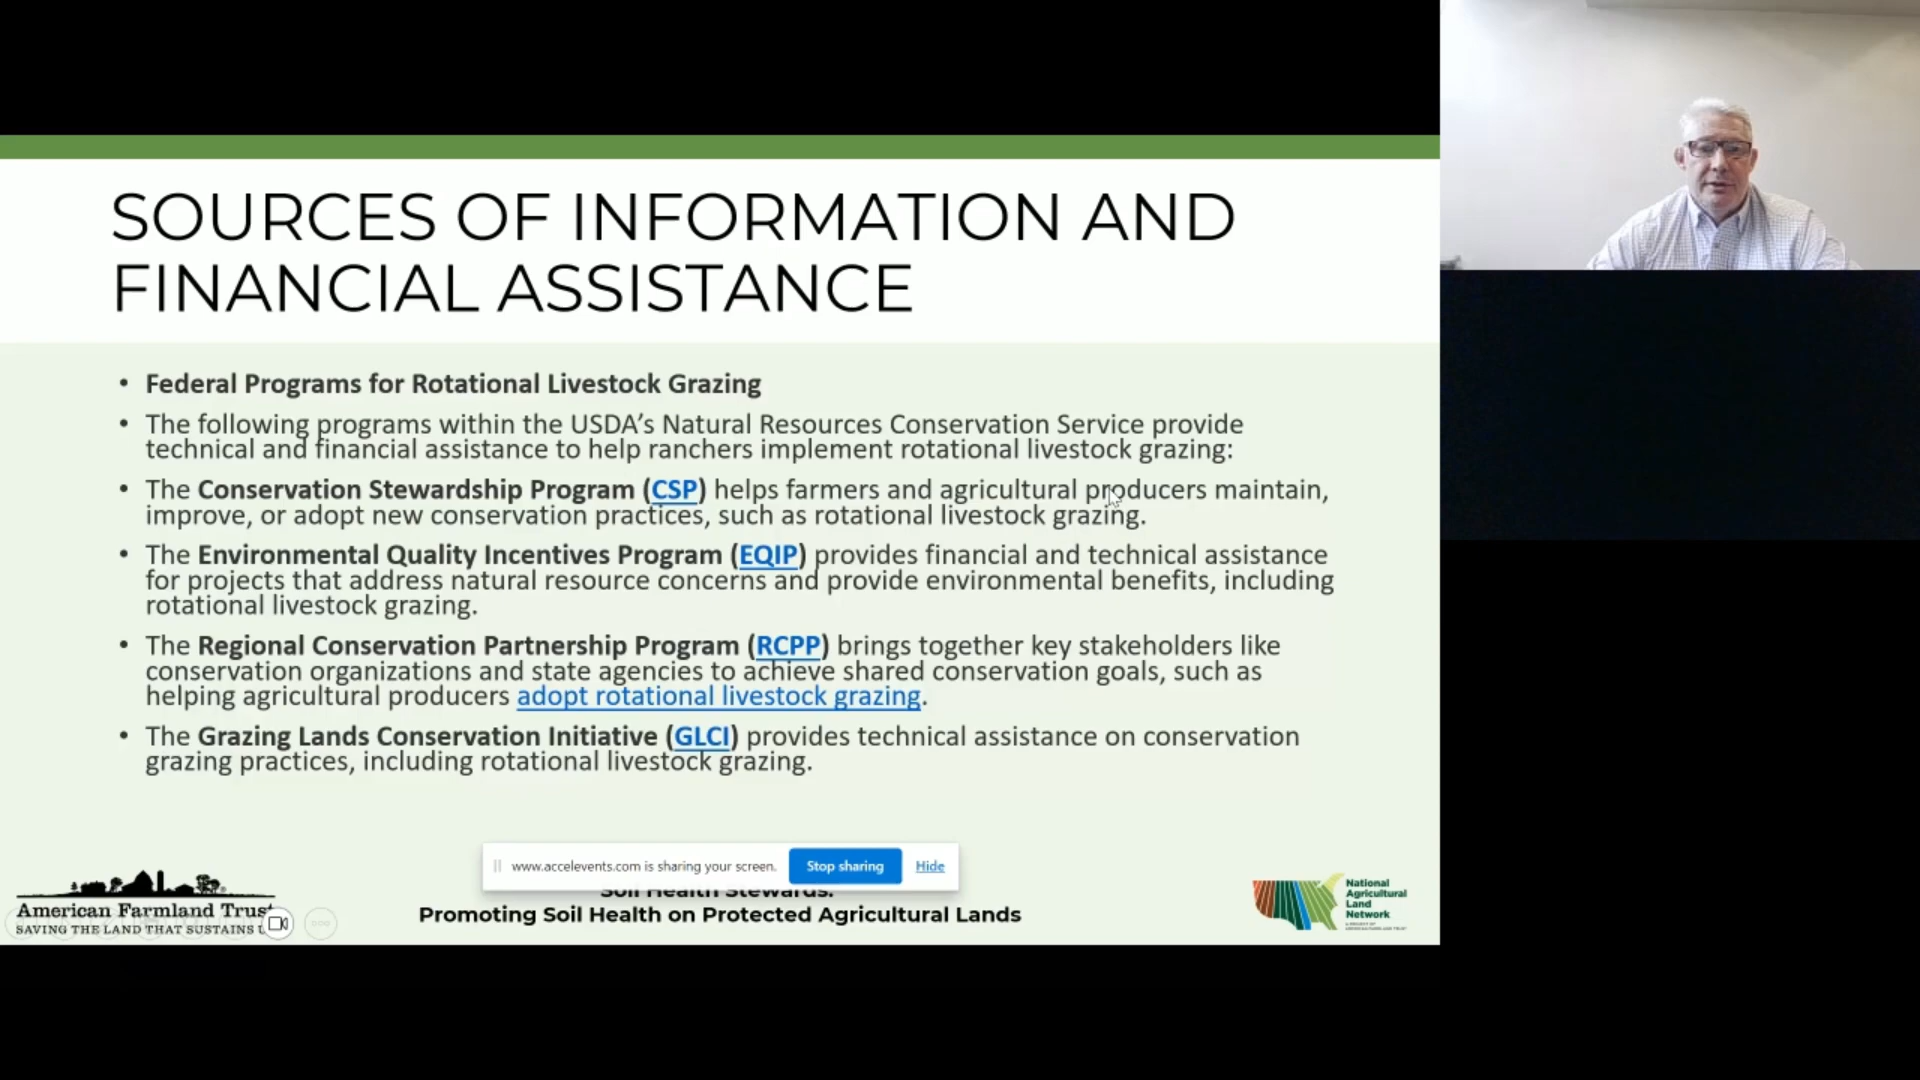 SOURCES OF INFORMATION AND
FINANCIAL ASSISTANCE
• Federal Programs for Rotational Livestock Grazing
• The following programs within the USDA’s Natural Resources Conservation Service provide
technical and financial assistance to help ranchers implement rotational livestock grazing:
• The Conservation Stewardship Program (CSP) helps farmers and agricultural producers maintain,
improve, or adopt new conservation practices, such as rotational livestock grazing.
• The Environmental Quality Incentives Program (EQIP) provides financial and technical assistance
for projects that address natural resource concerns and provide environmental benefits, including
rotational livestock grazing.
• The Regional Conservation Partnership Program (RCPP) brings together key stakeholders like
conservation organizations and state agencies to achieve shared conservation goals, such as
helping agricultural producers adopt rotational livestock grazing.
• The Grazing Lands Conservation Initiative (GLCI) provides technical assistance on conservation
grazing practices, including rotational livestock grazing.
www.accelevents.com is sharing your screen. Stop sharing Hide
Soil Health Stewards:
Promoting Soil Health on Protected Agricultural Lands
American Farmland Trust
SAVING THE LAND THAT SUSTAINS
National
Agricultural
Land
Network